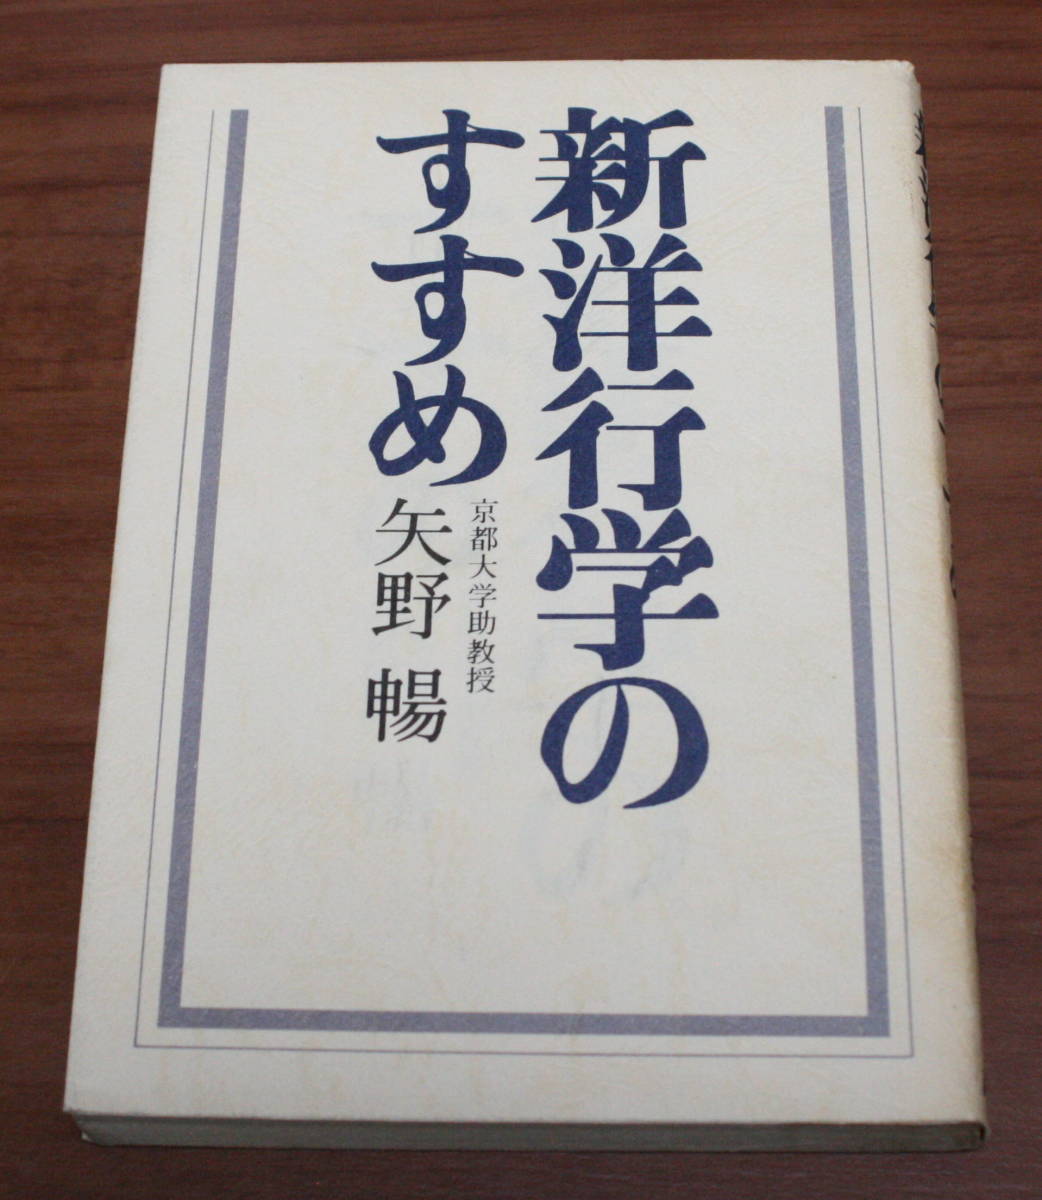 新洋行学の
すすめ
京都大学助教授
矢野 暢